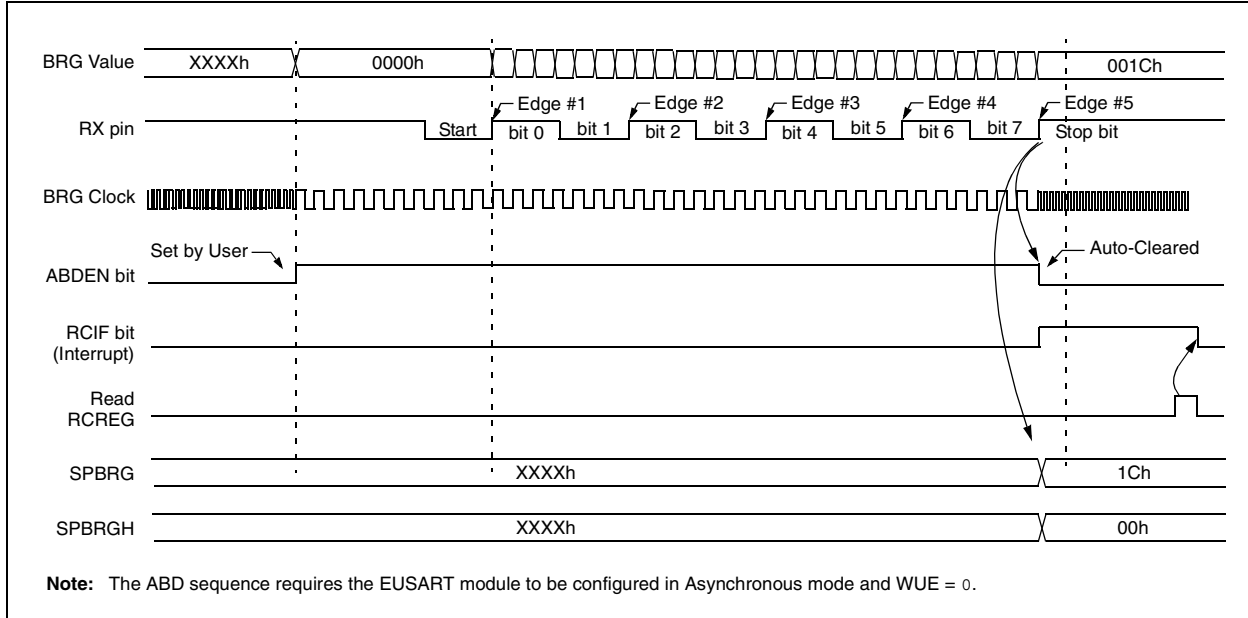 BRG Value XXXXh 0000h 001Ch
Edge #1 Edge #2 Edge #3 Edge #4 Edge #5
RX pin Start bit 0 bit 1 bit 2 bit 3 bit 4 bit 5 bit 6 bit 7 Stop bit
BRG Clock
Set by User Auto-Cleared
ABDEN bit
RCIF bit
(Interrupt)
Read
RCREG
SPBRG XXXXh 1Ch
SPBRGH XXXXh 00h
Note: The ABD sequence requires the EUSART module to be configured in Asynchronous mode and WUE = 0.